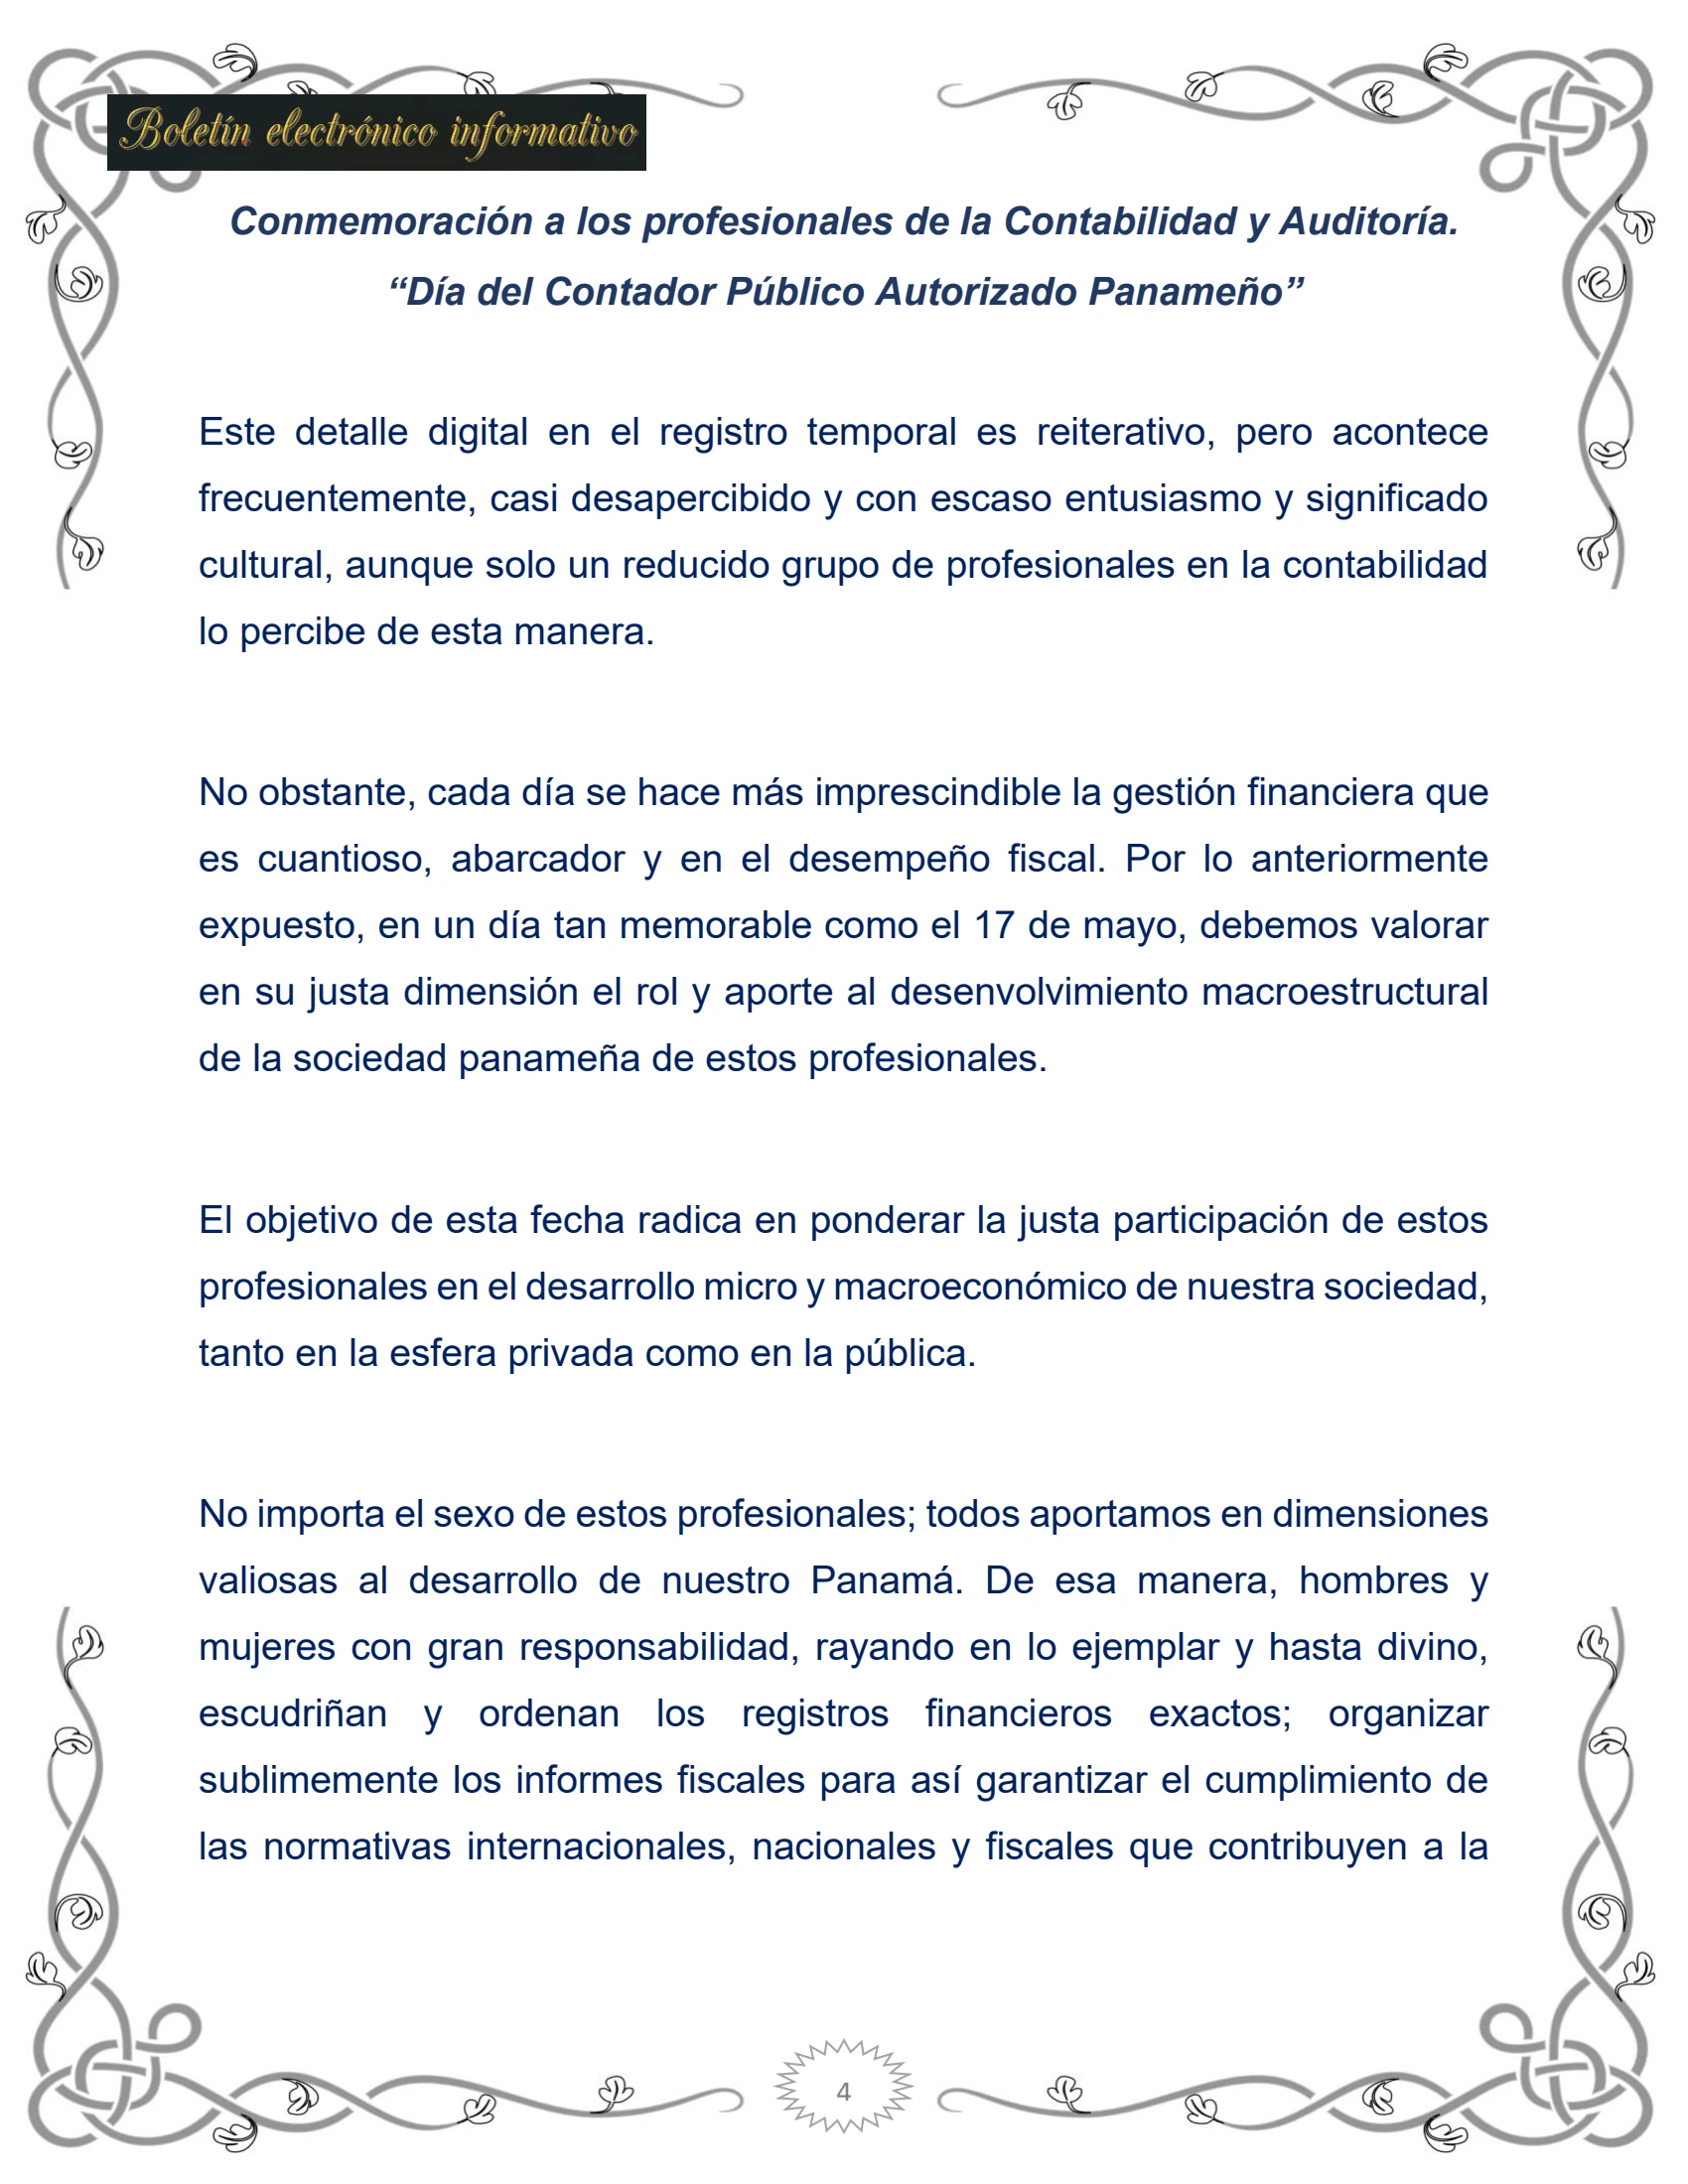 Boletín electrónico informativo
Conmemoración a los profesionales de la Contabilidad y Auditoría.
“Día del Contador Público Autorizado Panameño”
Este detalle digital en el registro temporal es reiterativo, pero acontece
frecuentemente, casi desapercibido y con escaso entusiasmo y significado
cultural, aunque solo un reducido grupo de profesionales en la contabilidad
lo percibe de esta manera.
No obstante, cada día se hace más imprescindible la gestión financiera que
es cuantioso, abarcador y en el desempeño fiscal. Por lo anteriormente
expuesto, en un día tan memorable como el 17 de mayo, debemos valorar
en su justa dimensión el rol y aporte al desenvolvimiento macroestructural
de la sociedad panameña de estos profesionales.
El objetivo de esta fecha radica en ponderar la justa participación de estos
profesionales en el desarrollo micro y macroeconómico de nuestra sociedad,
tanto en la esfera privada como en la pública.
No importa el sexo de estos profesionales; todos aportamos en dimensiones
valiosas al desarrollo de nuestro Panamá. De esa manera, hombres y
mujeres con gran responsabilidad, rayando en lo ejemplar y hasta divino,
escudriñan y ordenan los registros financieros exactos; organizar
sublimemente los informes fiscales para así garantizar el cumplimiento de
las normativas internacionales, nacionales y fiscales que contribuyen a la
4